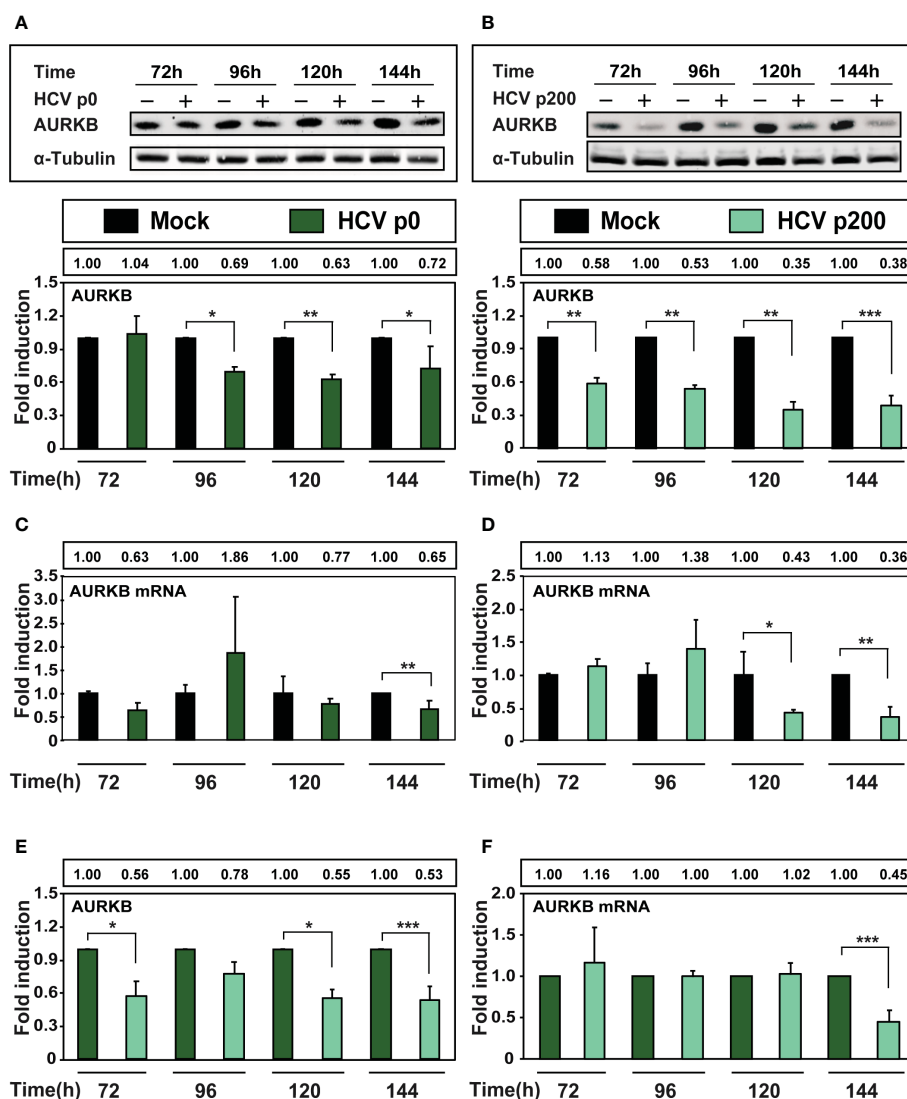 A
Time 72h 96h 120h 144h
HCV p0 – + – + – + – +
AURKB
α-Tubulin
Mock HCV p0
1.00 1.04 1.00 0.69 1.00 0.63 1.00 0.72
AURKB
Fold induction
1.5
1.2
0.9
0.6
0.3
0
* ** *
Time(h) 72 96 120 144
B
Time 72h 96h 120h 144h
HCV p200 – + – + – + – +
AURKB
α-Tubulin
Mock HCV p200
1.00 0.58 1.00 0.53 1.00 0.35 1.00 0.38
AURKB
Fold induction
1.5
1.2
0.9
0.6
0.3
0
** ** ** ***
Time(h) 72 96 120 144
C
1.00 0.63 1.00 1.86 1.00 0.77 1.00 0.65
AURKB mRNA
Fold induction
3.5
3.0
2.5
2.0
1.5
1.0
0.5
0
**
Time(h) 72 96 120 144
D
1.00 1.13 1.00 1.38 1.00 0.43 1.00 0.36
AURKB mRNA
Fold induction
2.5
2.0
1.5
1.0
0.5
0
* **
Time(h) 72 96 120 144
E
1.00 0.56 1.00 0.78 1.00 0.55 1.00 0.53
AURKB
Fold induction
1.5
1.2
0.9
0.6
0.3
0
* * ***
Time(h) 72 96 120 144
F
1.00 1.16 1.00 1.00 1.00 1.02 1.00 0.45
AURKB mRNA
Fold induction
2.0
1.5
1.0
0.5
0
***
Time(h) 72 96 120 144